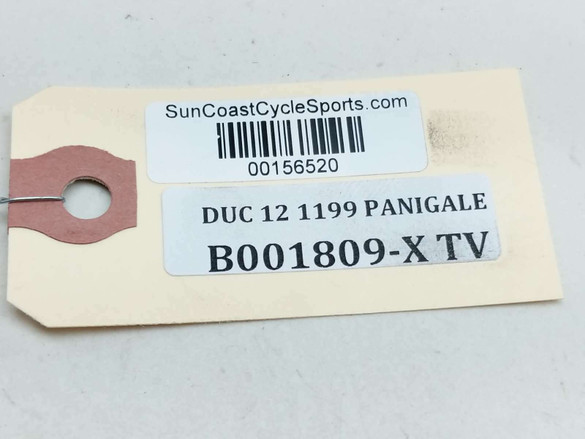 SunCoastCycleSports.com
00156520
DUC 12 1199 PANIGALE
B001809-X TV